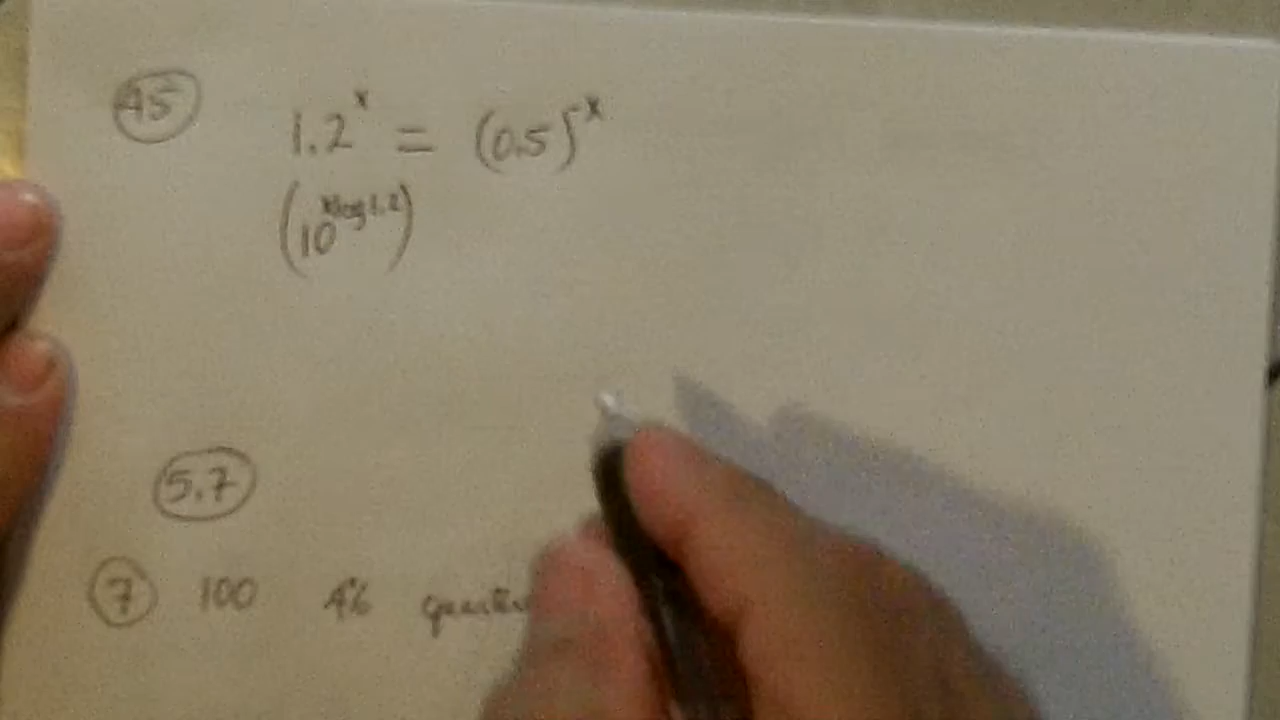 45 1.2^x = (0.5)^-x
(10^xlog1.2)
5.7
7 100 4%